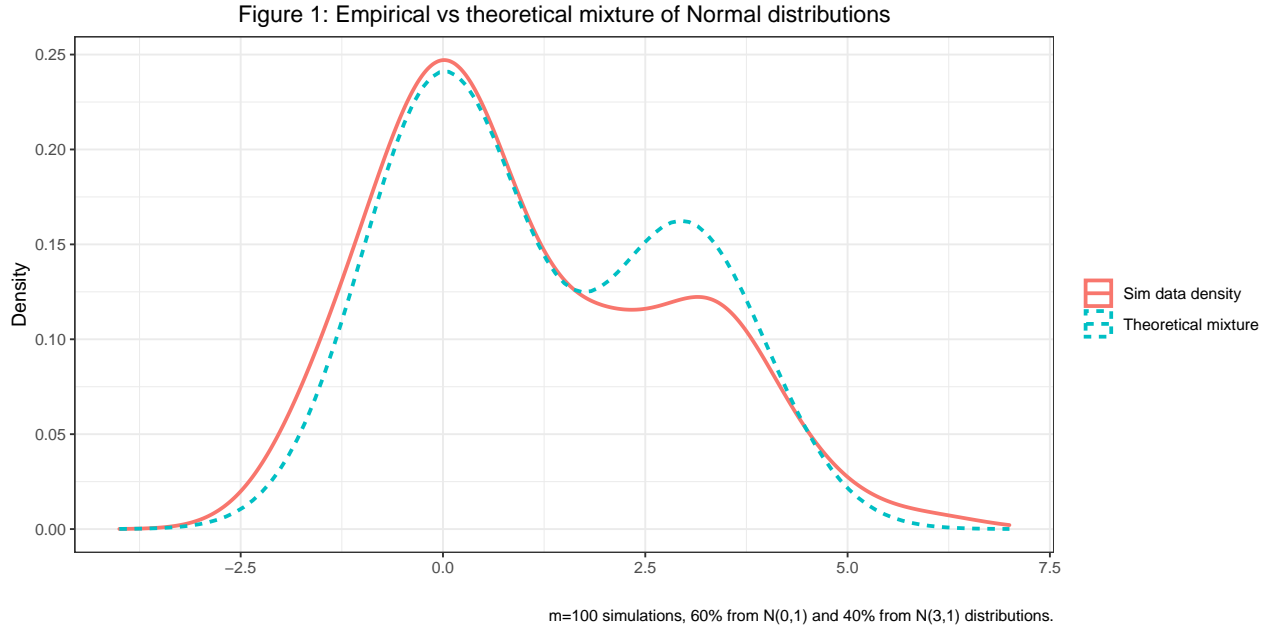 Figure 1: Empirical vs theoretical mixture of Normal distributions
Density
0.25
0.20
0.15
0.10
0.05
0.00
−2.5
0.0
2.5
5.0
7.5
Sim data density
Theoretical mixture
m=100 simulations, 60% from N(0,1) and 40% from N(3,1) distributions.